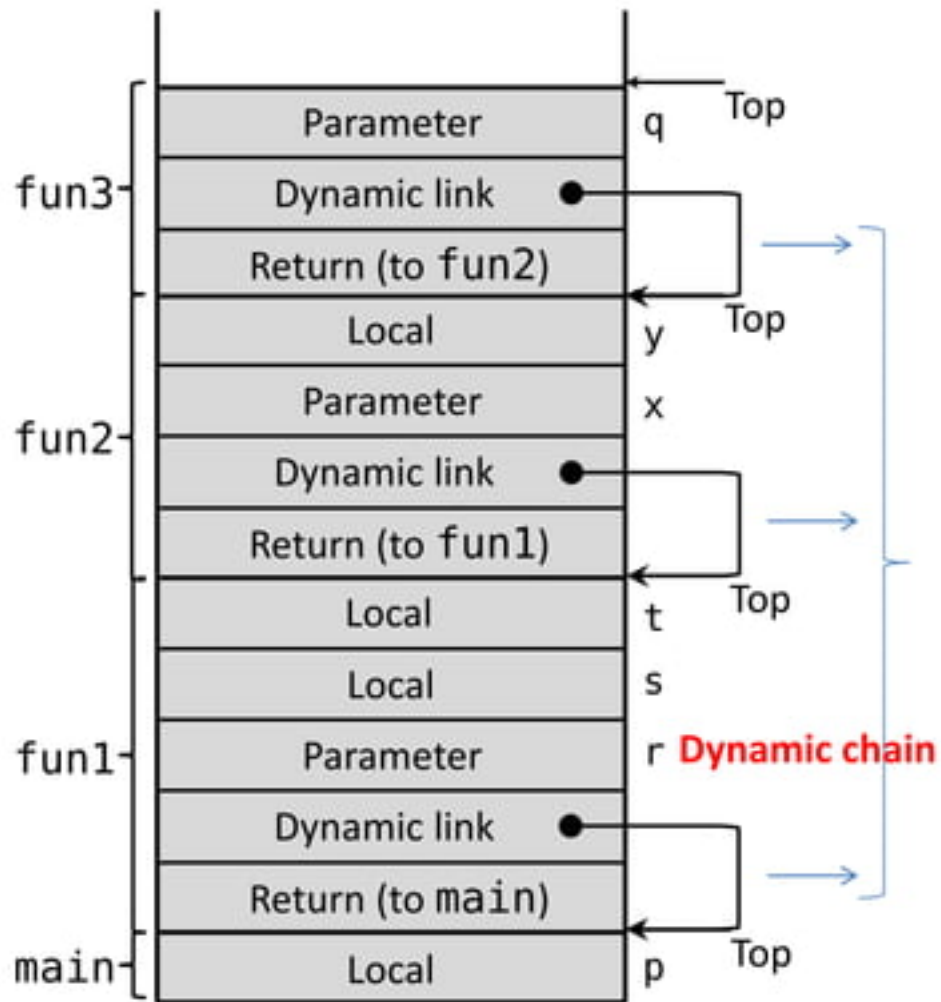 Top
Parameter q
fun3 Dynamic link
Return (to fun2)
Top
Local y
Parameter x
fun2 Dynamic link
Return (to fun1)
Top
Local t
Local s
fun1 Parameter r Dynamic chain
Dynamic link
Return (to main)
Top
main Local p